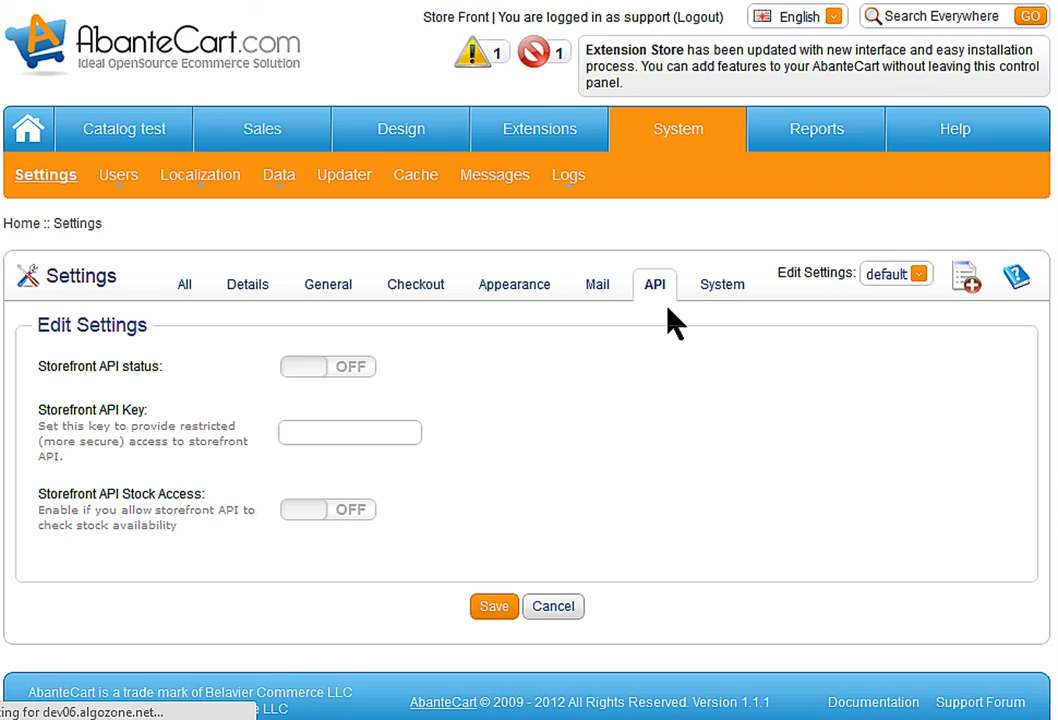 AbanteCart.com
Ideal OpenSource Ecommerce Solution
Store Front | You are logged in as support (Logout)
English
Search Everywhere
GO
1
1
Extension Store has been updated with new interface and easy installation
process. You can add features to your AbanteCart without leaving this control
panel.
Catalog test
Sales
Design
Extensions
System
Reports
Help
Settings
Users
Localization
Data
Updater
Cache
Messages
Logs
Home :: Settings
Settings
All
Details
General
Checkout
Appearance
Mail
API
System
Edit Settings:
default
Edit Settings
Storefront API status:
OFF
Storefront API Key:
Set this key to provide restricted
(more secure) access to storefront
API.
Storefront API Stock Access:
Enable if you allow storefront API to
check stock availability
OFF
Save
Cancel
AbanteCart is a trade mark of Belavier Commerce LLC
e LLC
AbanteCart © 2009 - 2012 All Rights Reserved. Version 1.1.1
Documentation
Support Forum
ting for dev06.algozone.net...